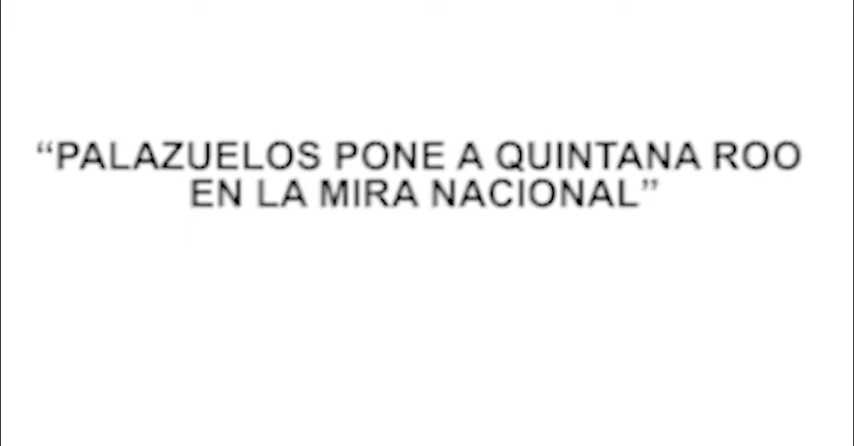 “PALAZUELOS PONE A QUINTANA ROO
EN LA MIRA NACIONAL”